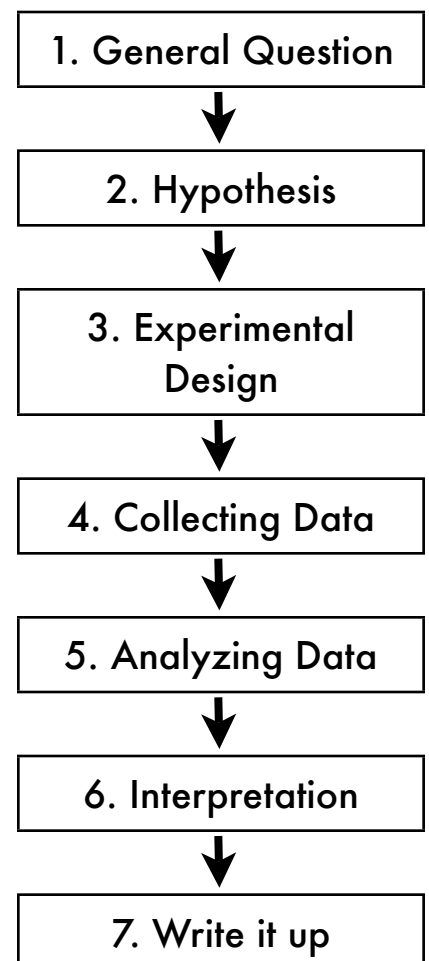 1. General Question
2. Hypothesis
3. Experimental
Design
4. Collecting Data
5. Analyzing Data
6. Interpretation
7. Write it up